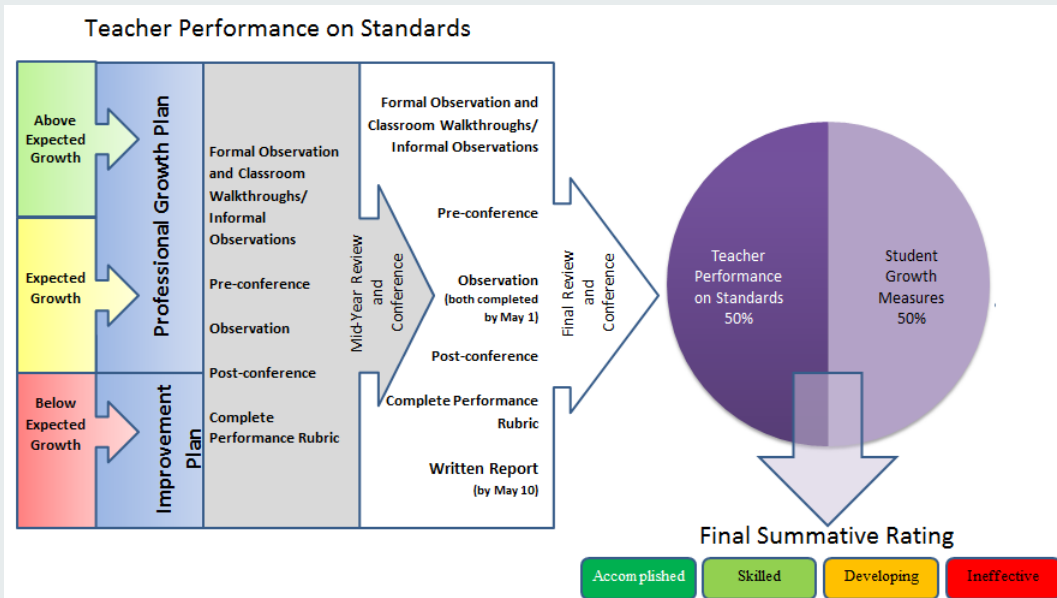 Teacher Performance on Standards
Above
Expected
Growth
Expected
Growth
Below
Expected
Growth
Professional Growth Plan
Improvement
Plan
Formal Observation
and Classroom
Walkthroughs/
Informal
Observations
Pre-conference
Observation
Post-conference
Complete
Performance Rubric
Mid-Year Review
and
Conference
Formal Observation and
Classroom Walkthroughs/
Informal Observations
Pre-conference
Observation
(both completed
by May 1)
Post-conference
Complete Performance
Rubric
Written Report
(by May 10)
Final Review
and
Conference
Teacher
Performance
on Standards
50%
Student
Growth
Measures
50%
Final Summative Rating
Accomplished
Skilled
Developing
Ineffective